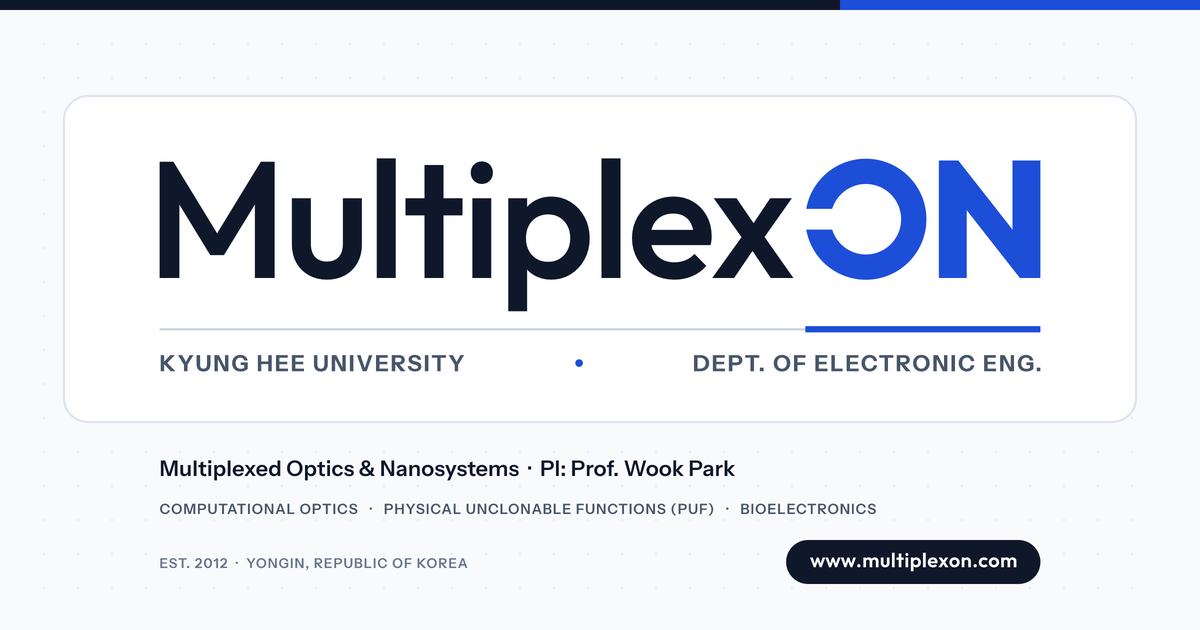 MultiplexON
KYUNG HEE UNIVERSITY • DEPT. OF ELECTRONIC ENG.
Multiplexed Optics & Nanosystems · PI: Prof. Wook Park
COMPUTATIONAL OPTICS · PHYSICAL UNCLONABLE FUNCTIONS (PUF) · BIOELECTRONICS
EST. 2012 · YONGIN, REPUBLIC OF KOREA
www.multiplexon.com